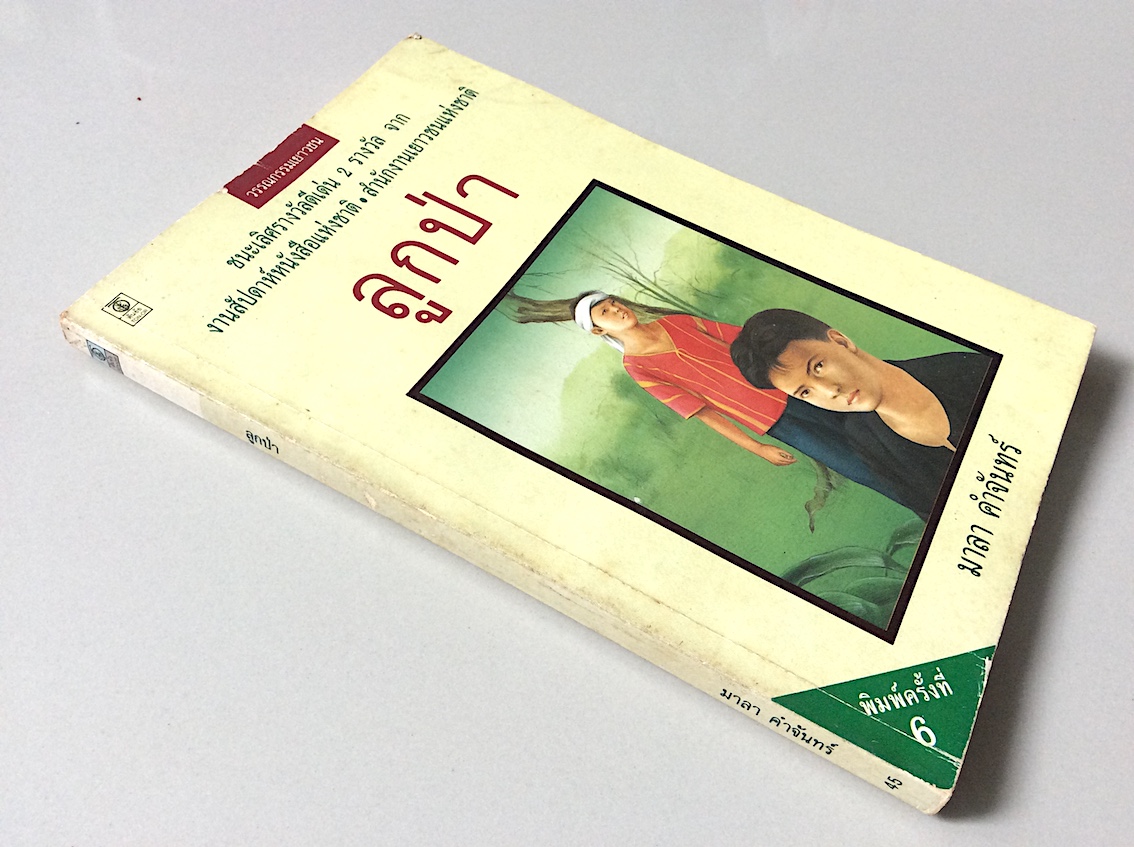 วรรณกรรมเยาวชน
ชนะเลิศรางวัลดีเด่น 2 รางวัล จาก
งานสัปดาห์หนังสือแห่งชาติ • สำนักงานเยาวชนแห่งชาติ
ลูกป่า
มาลา คำจันทร์
พิมพ์ครั้งที่
6
ลูกป่า
มาลา คำจันทร์
45